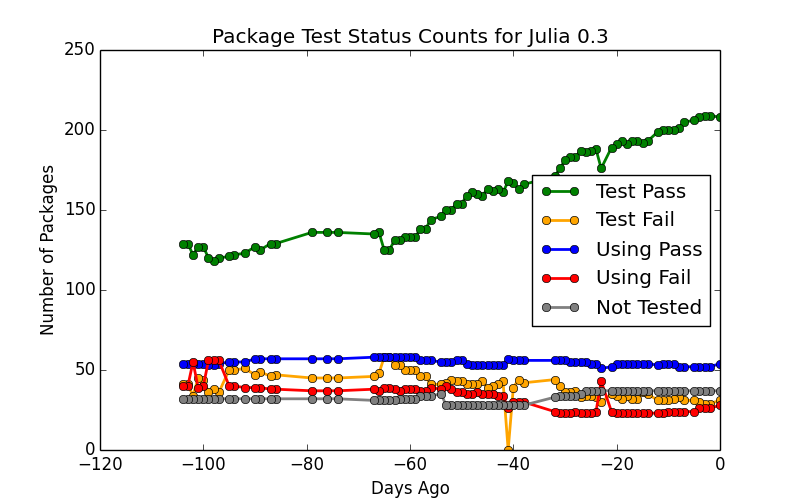 Package Test Status Counts for Julia 0.3
250
200
150
100
50
0
Number of Packages
Test Pass
Test Fail
Using Pass
Using Fail
Not Tested
−120 −100 −80 −60 −40 −20 0
Days Ago